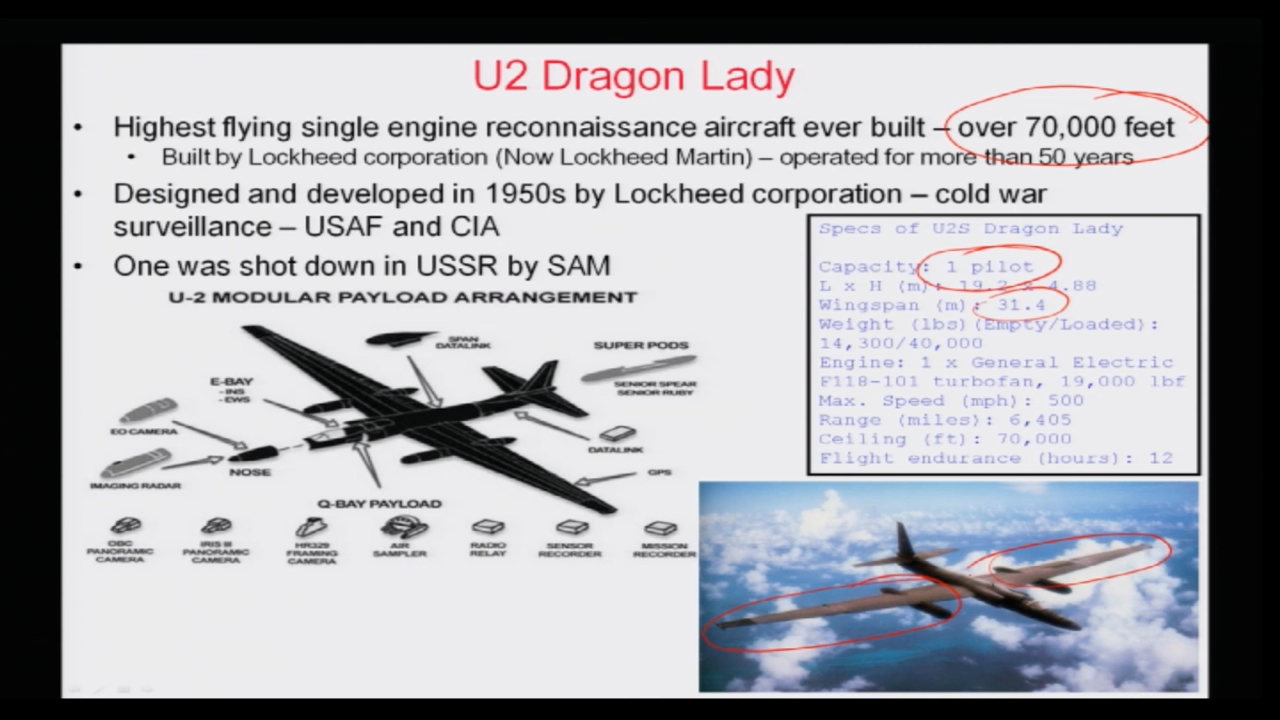 U2 Dragon Lady
• Highest flying single engine reconnaissance aircraft ever built – over 70,000 feet
• Built by Lockheed corporation (Now Lockheed Martin) – operated for more than 50 years
• Designed and developed in 1950s by Lockheed corporation – cold war
surveillance – USAF and CIA
• One was shot down in USSR by SAM
Specs of U2S Dragon Lady
Capacity: 1 pilot
L x H (m): 19.2 x 4.88
Wingspan (m): 31.4
Weight (lbs)(Empty/Loaded):
14,300/40,000
Engine: 1 x General Electric
F118-101 turbofan, 19,000 lbf
Max. Speed (mph): 500
Range (miles): 6,405
Ceiling (ft): 70,000
Flight endurance (hours): 12
U-2 MODULAR PAYLOAD ARRANGEMENT
SPAN
DATALINK
SUPER PODS
SENIOR SPEAR
SENIOR RUBY
E-BAY
- INS
- EWS
EO CAMERA
IMAGING RADAR
NOSE
DATALINK
GPS
Q-BAY PAYLOAD
OBC
PANORAMIC
CAMERA
IRIS III
PANORAMIC
CAMERA
HR329
FRAMING
CAMERA
AIR
SAMPLER
RADIO
RELAY
SENSOR
RECORDER
MISSION
RECORDER